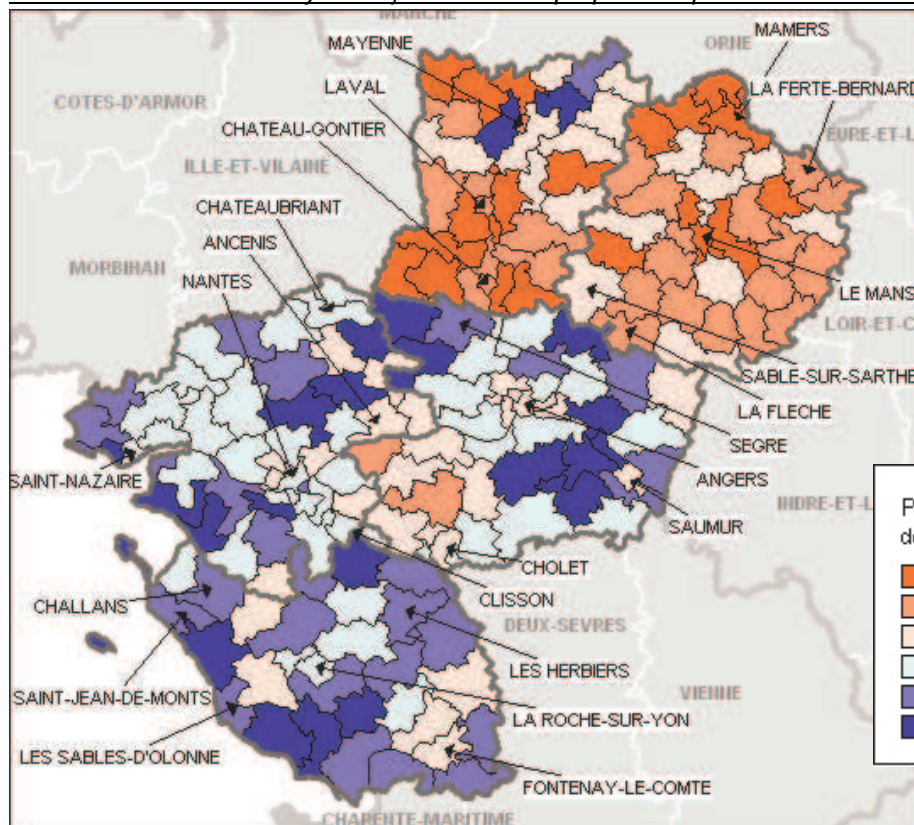 MANCHE
MAYENNE
ORNE
MAMERS
LAVAL
LA FERTE-BERNARD
COTES-D'ARMOR
CHATEAU-GONTIER
EURE-ET-L
ILLE-ET-VILAINE
CHATEAUBRIANT
ANCENIS
MORBIHAN
NANTES
LE MANS
LOIR-ET-C
SABLE-SUR-SARTHE
LA FLECHE
SEGRE
SAINT-NAZAIRE
ANGERS
INDRE-ET-L
SAUMUR
P
d
CHOLET
CHALLANS
CLISSON
DEUX-SEVRES
LES HERBIERS
SAINT-JEAN-DE-MONTS
VIENNE
LA ROCHE-SUR-YON
LES SABLES-D'OLONNE
FONTENAY-LE-COMTE
CHARENTE-MARITIME